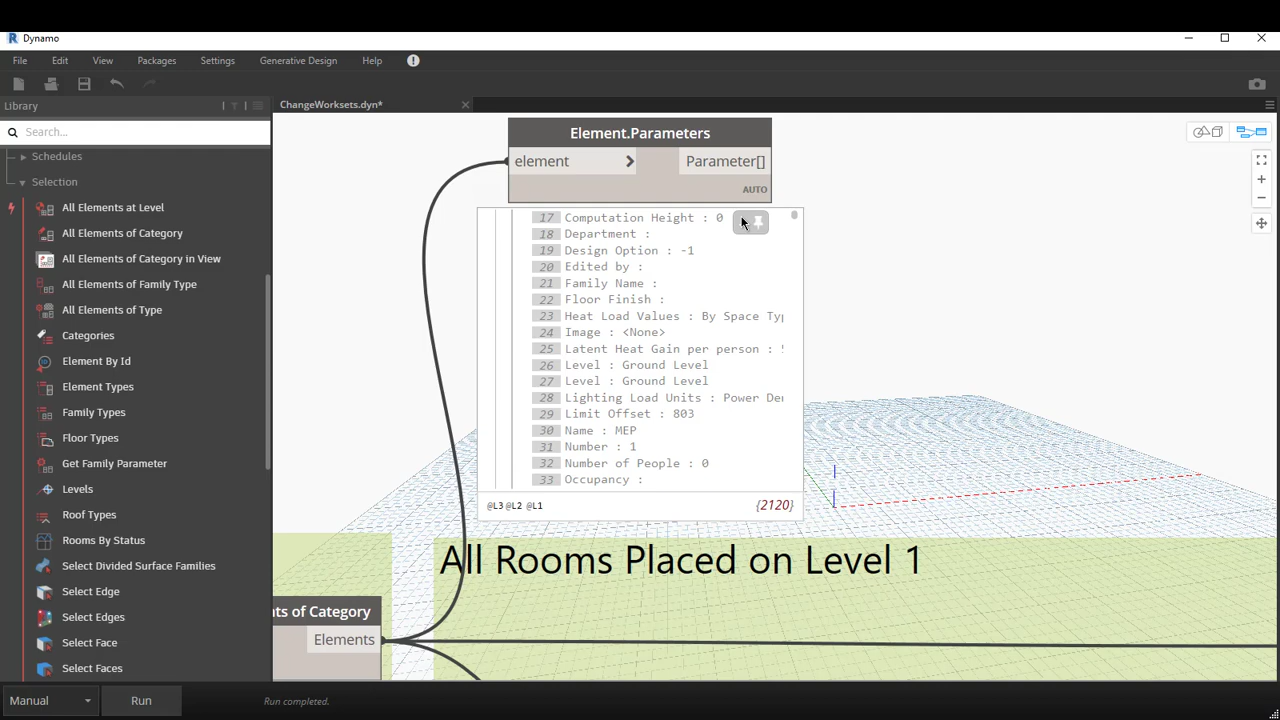 Dynamo
File Edit View Packages Settings Generative Design Help
Library
ChangeWorksets.dyn*
Search...
Schedules
Selection
All Elements at Level
All Elements of Category
All Elements of Category in View
All Elements of Family Type
All Elements of Type
Categories
Element By Id
Element Types
Family Types
Floor Types
Get Family Parameter
Levels
Roof Types
Rooms By Status
Select Divided Surface Families
Select Edge
Select Edges
Select Face
Select Faces
Element.Parameters
element > Parameter[]
AUTO
17 Computation Height : 0
18 Department :
19 Design Option : -1
20 Edited by :
21 Family Name :
22 Floor Finish :
23 Heat Load Values : By Space Typ
24 Image : <None>
25 Latent Heat Gain per person :
26 Level : Ground Level
27 Level : Ground Level
28 Lighting Load Units : Power Den
29 Limit Offset : 803
30 Name : MEP
31 Number : 1
32 Number of People : 0
33 Occupancy :
@L3 @L2 @L1 {2120}
All Rooms Placed on Level 1
nts of Category
Elements
Manual Run Run completed.